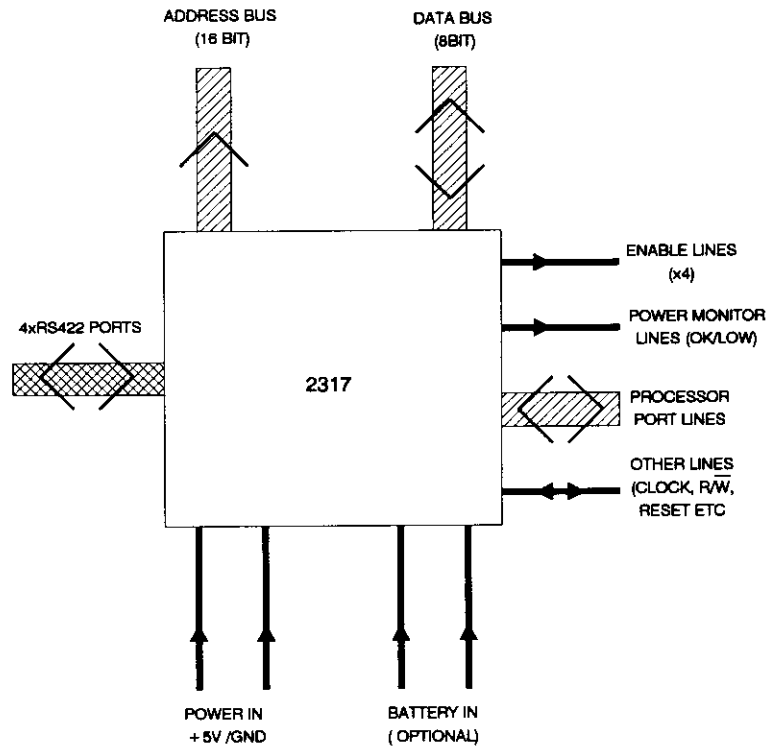 ADDRESS BUS
(16 BIT)
DATA BUS
(8BIT)
ENABLE LINES
(x4)
4xRS422 PORTS
POWER MONITOR
LINES (OK/LOW)
2317
PROCESSOR
PORT LINES
OTHER LINES
(CLOCK, R/W̅,
RESET ETC
POWER IN
+5V /GND
BATTERY IN
( OPTIONAL)